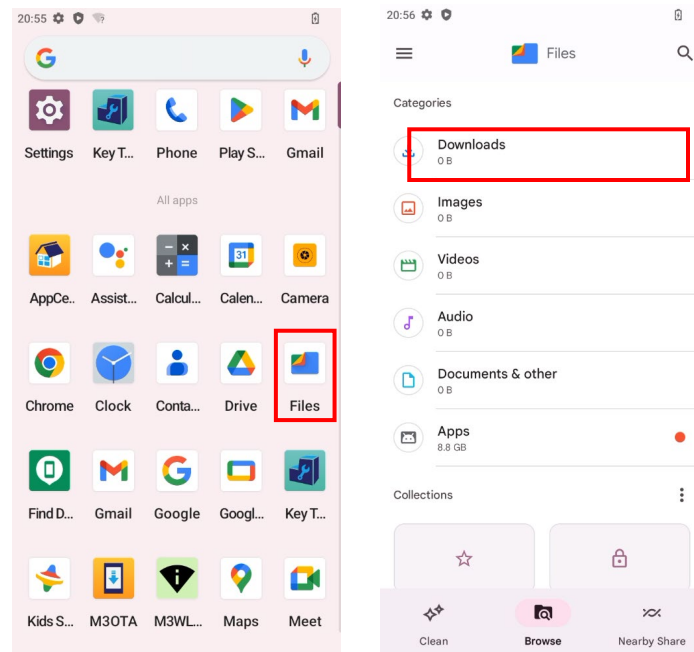 20:55
Settings Key T... Phone Play S... Gmail
All apps
31
AppCe.. Assist... Calcul... Calen... Camera
Chrome Clock Conta... Drive Files
Find D... Gmail Google Googl... Key T...
Kids S... M3OTA M3WL... Maps Meet
20:56
Files
Categories
Downloads
0 B
Images
0 B
Videos
0 B
Audio
0 B
Documents & other
0 B
Apps
8.8 GB
Collections
Clean Browse Nearby Share